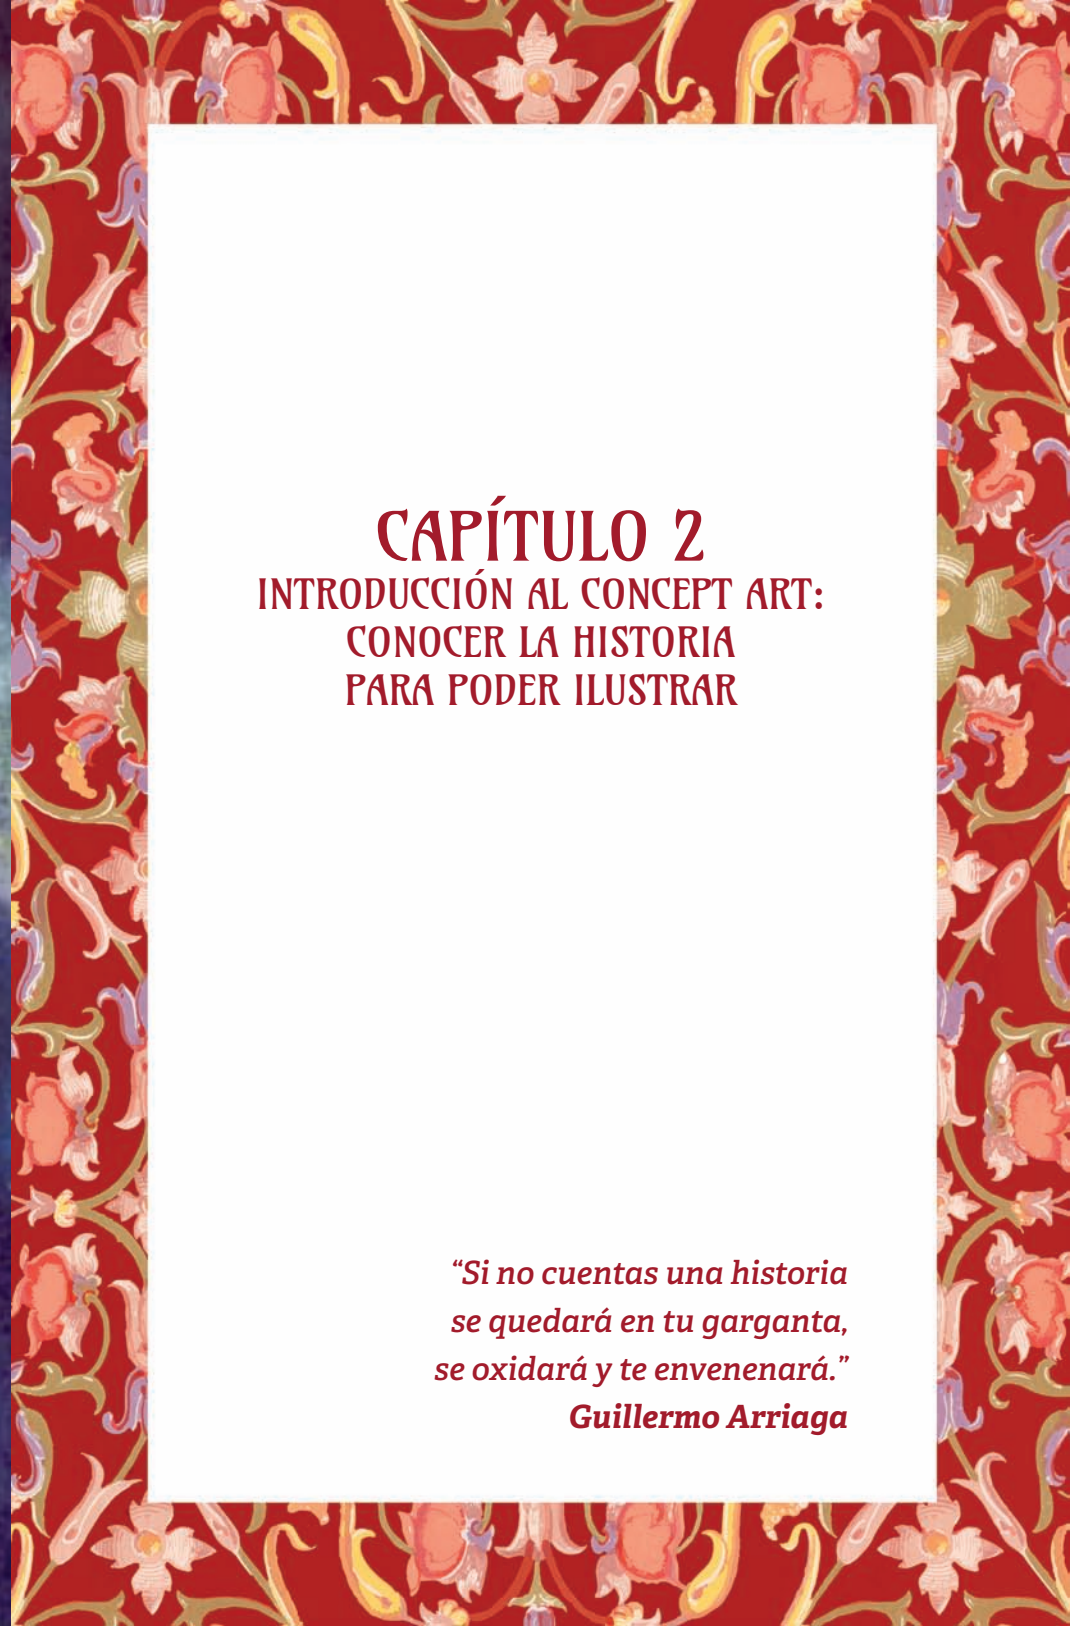 CAPÍTULO 2
INTRODUCCIÓN AL CONCEPT ART:
CONOCER LA HISTORIA
PARA PODER ILUSTRAR
“Si no cuentas una historia
se quedará en tu garganta,
se oxidará y te envenenará.”
Guillermo Arriaga